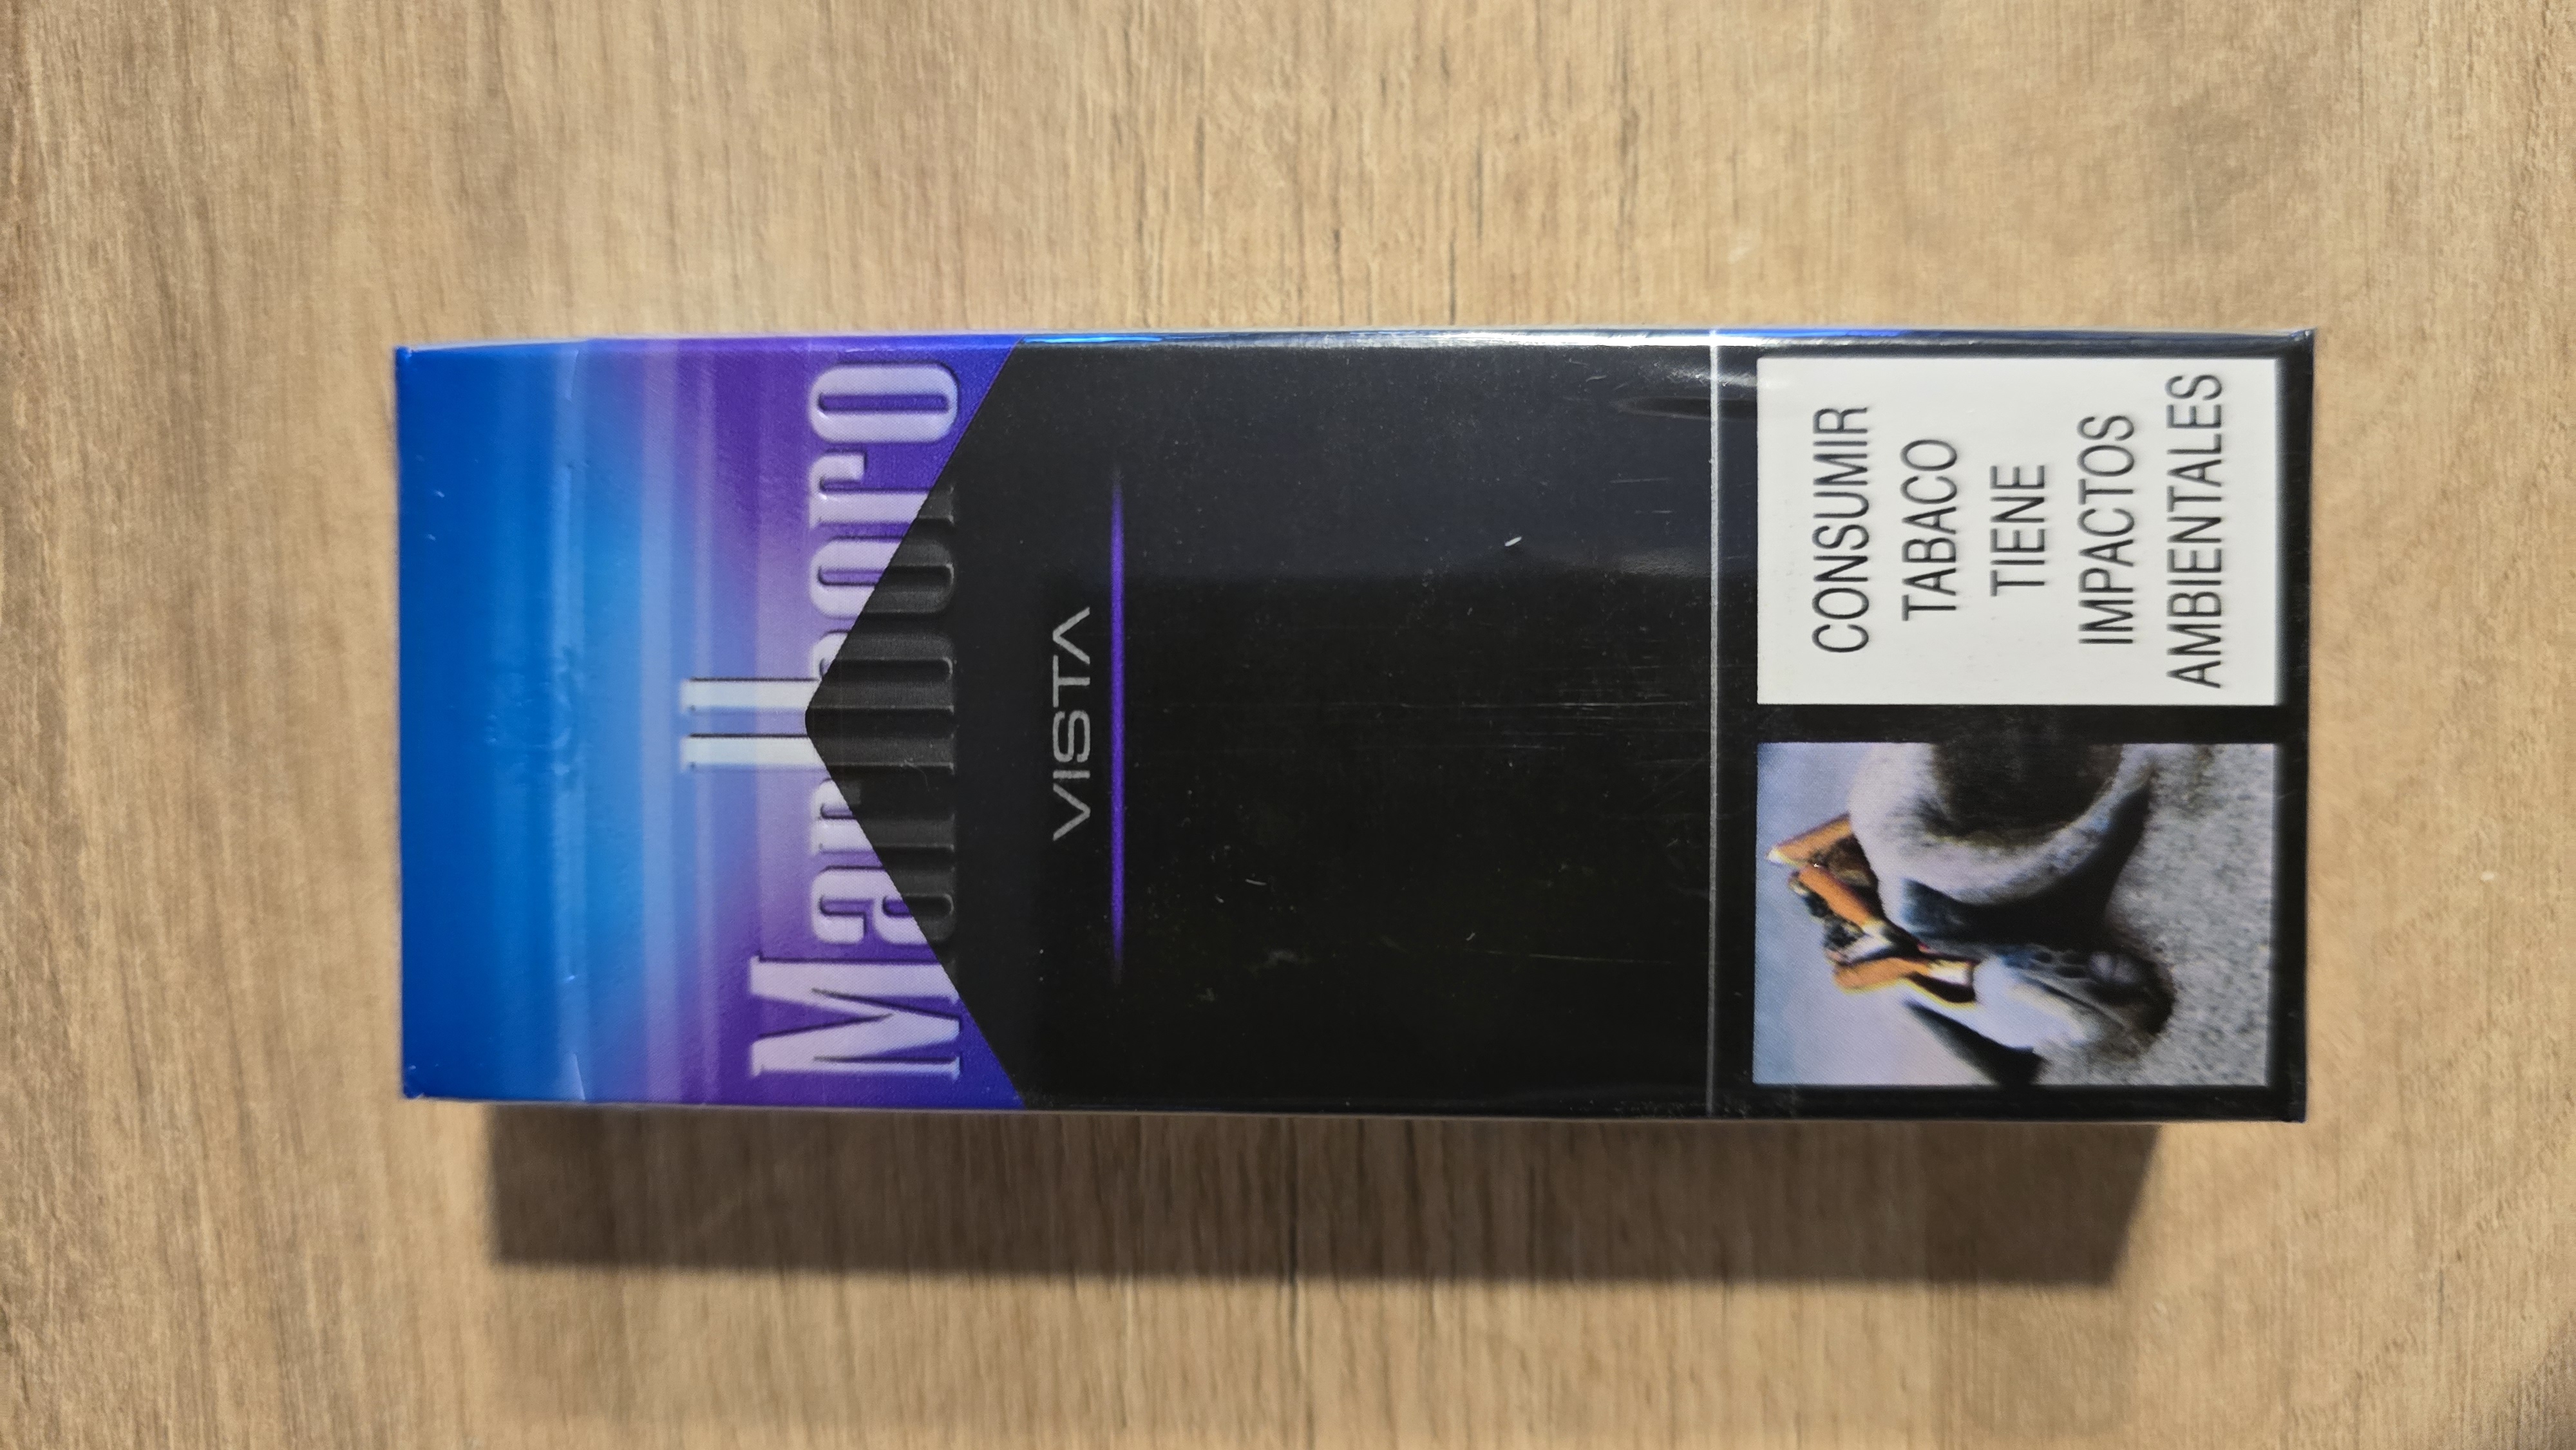 Marlboro
VISTA
CONSUMIR
TABACO
TIENE
IMPACTOS
AMBIENTALES